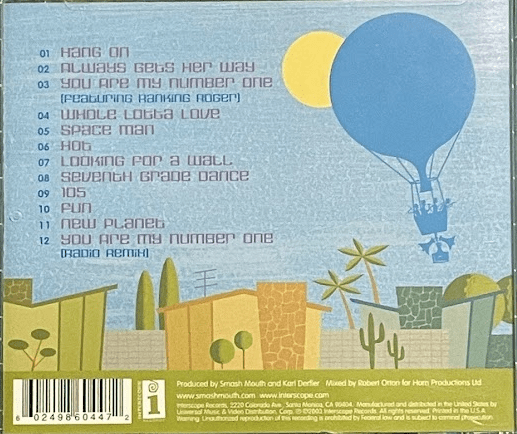 01 Hang On
02 Always Gets Her Way
03 You Are My Number One
(Featuring Ranking Roger)
04 Whole Lotta Love
05 Space Man
06 Hot
07 Looking For A Wall
08 Seventh Grade Dance
09 105
10 Fun
11 New Planet
12 You Are My Number One
(Radio Remix)
Produced by Smash Mouth and Karl Derfler Mixed by Robert Orton for Horn Productions Ltd
www.smashmouth.com www.interscope.com
Interscope Records, 2220 Colorado Ave., Santa Monica, CA 90404. Manufactured and distributed in the United States by
Universal Music & Video Distribution, Corp. ℗©2003 Interscope Records. All rights reserved. Printed in the U.S.A.
Warning: Unauthorized reproduction of this recording is prohibited by Federal law and is subject to criminal prosecution.
6 02498 60447 2
i